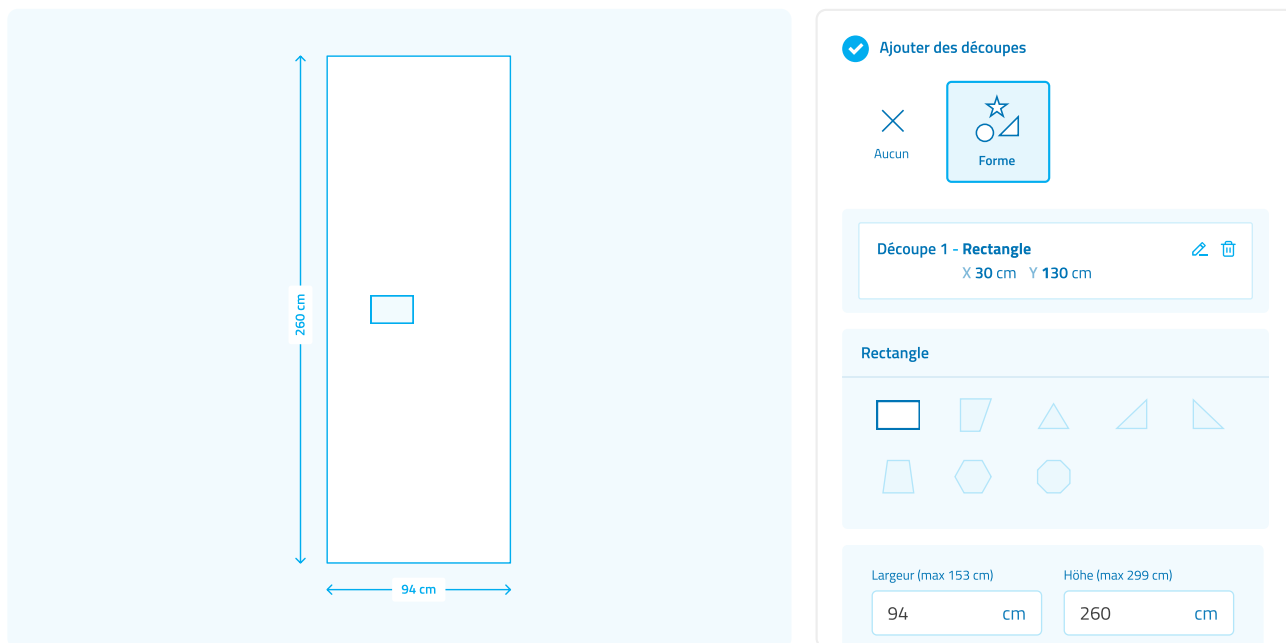 260 cm
94 cm
Ajouter des découpes
Aucun
Forme
Découpe 1 - Rectangle
X 30 cm Y 130 cm
Rectangle
Largeur (max 153 cm)
Höhe (max 299 cm)
94 cm
260 cm